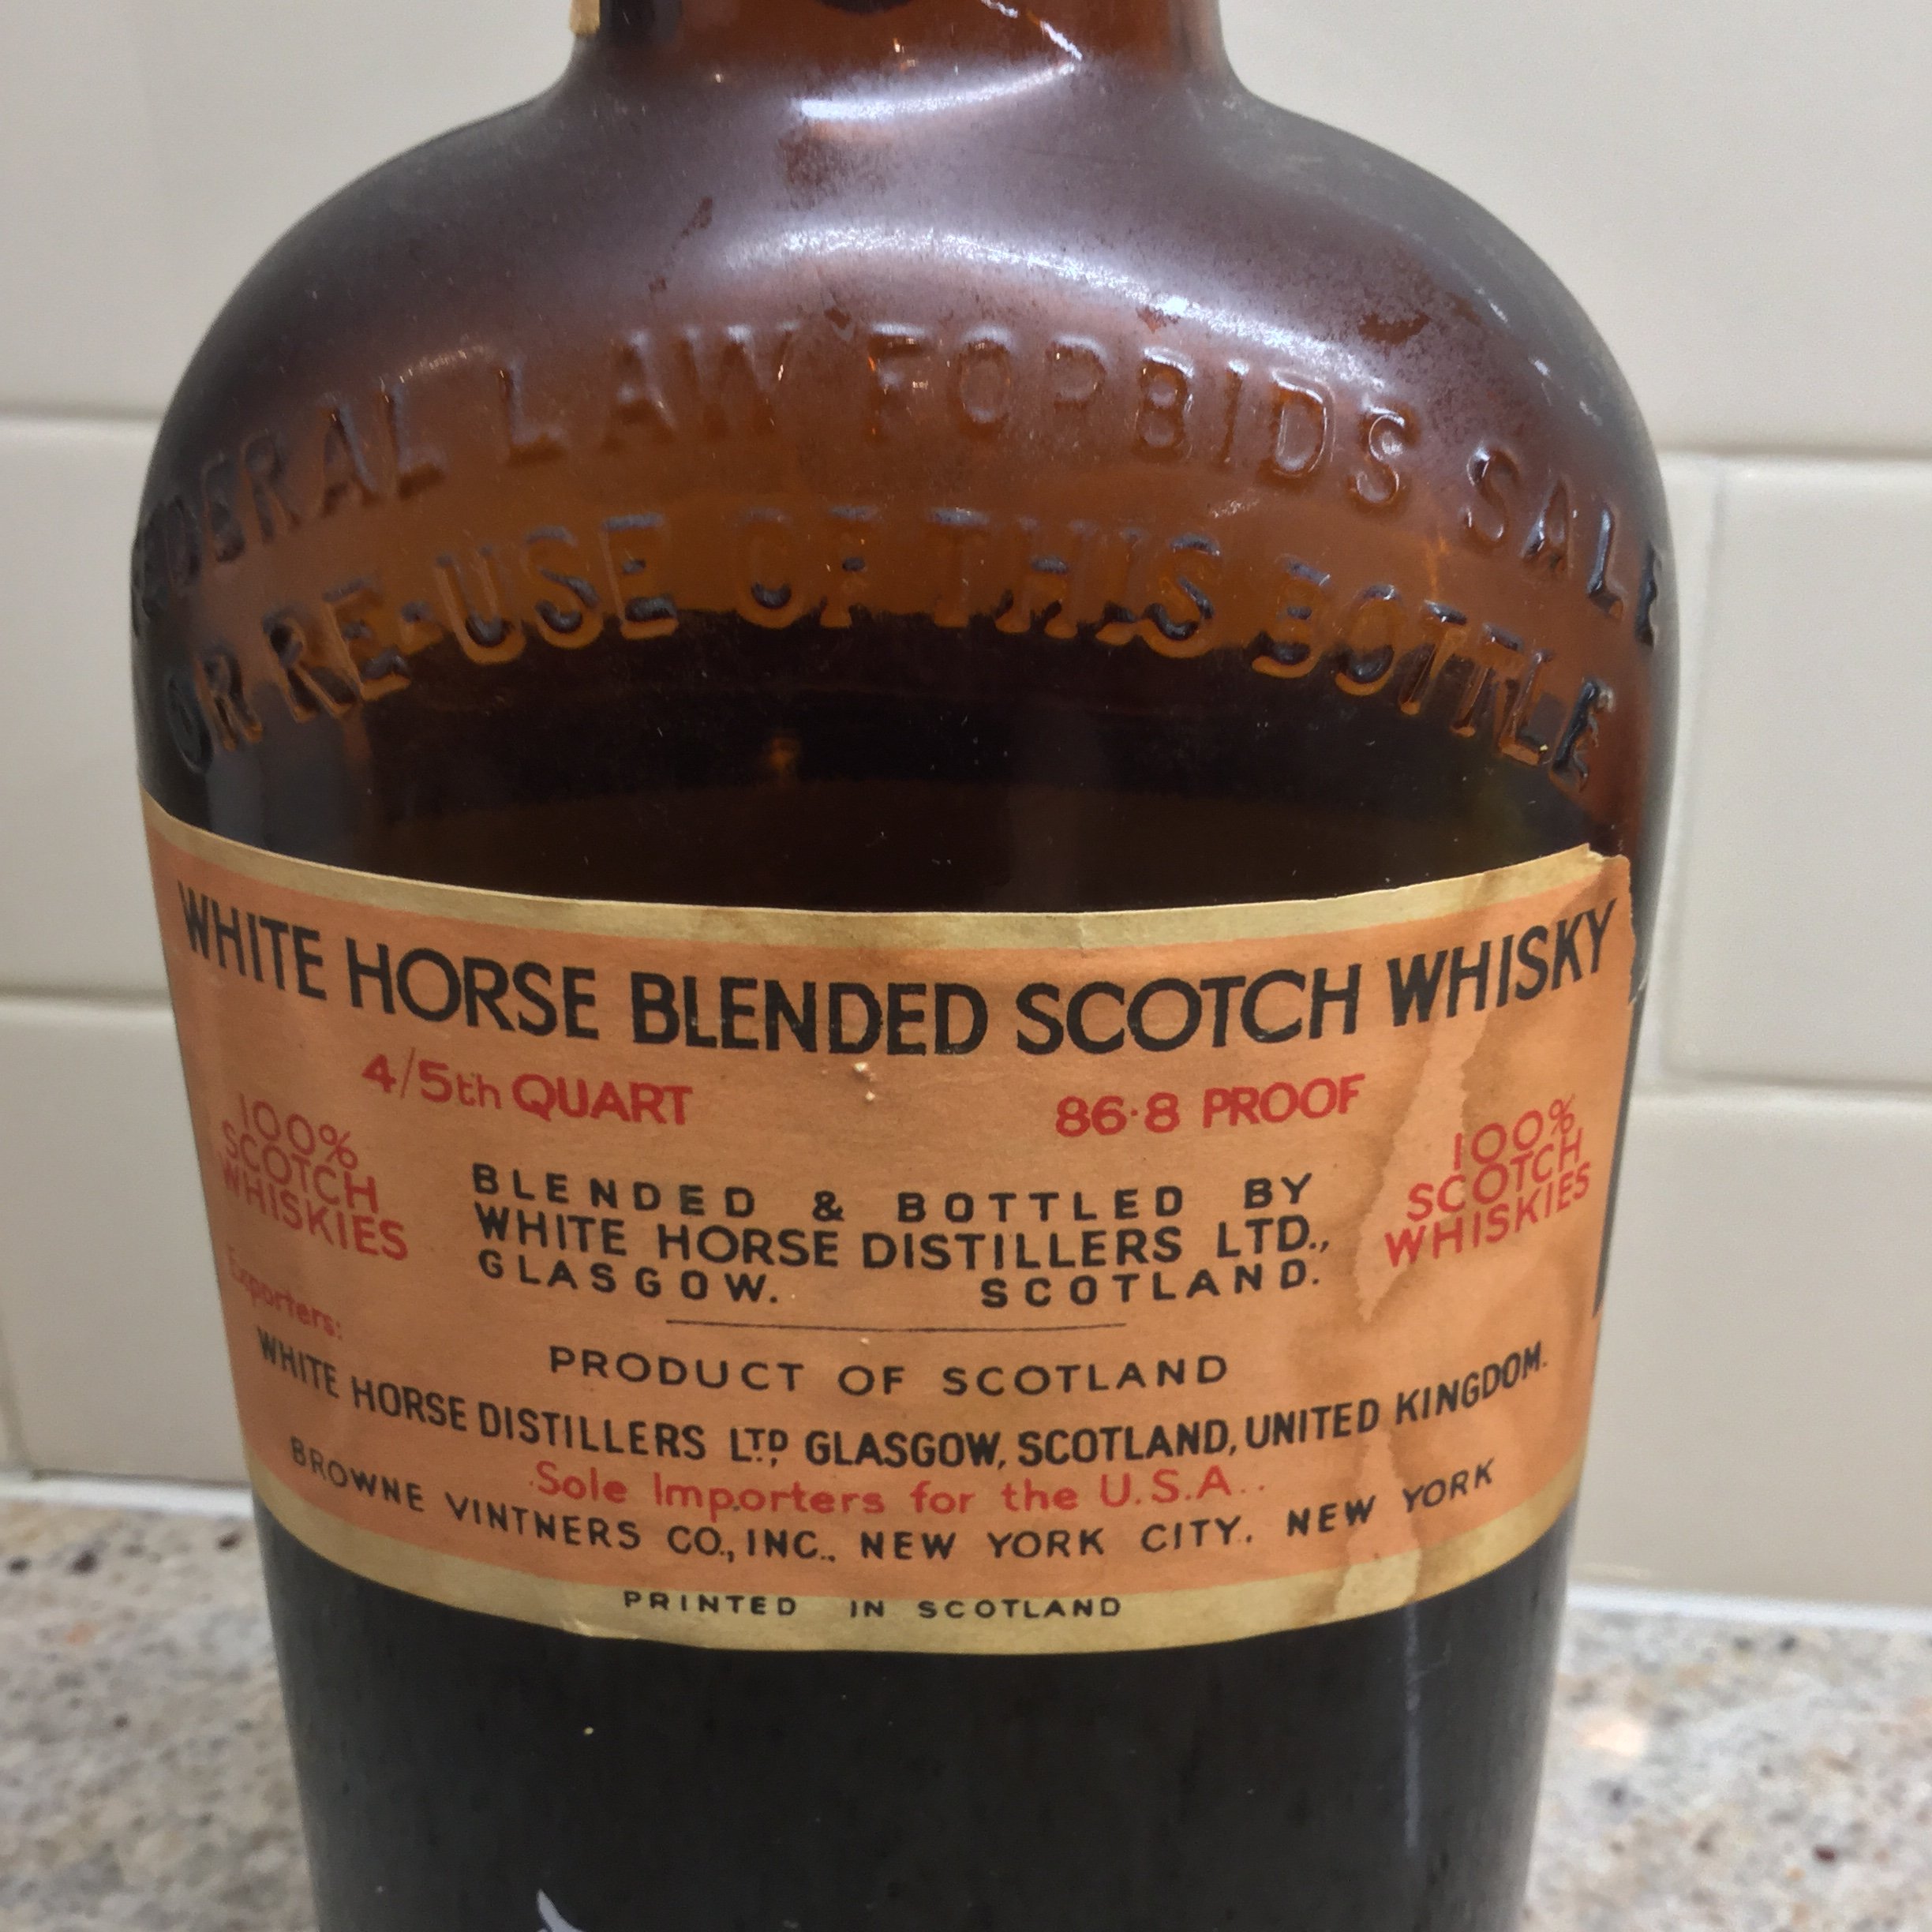 FEDERAL LAW FORBIDS SALE
OR RE-USE OF THIS BOTTLE
WHITE HORSE BLENDED SCOTCH WHISKY
4/5th QUART 86·8 PROOF
100%
SCOTCH
WHISKIES
BLENDED & BOTTLED BY
WHITE HORSE DISTILLERS LTD.,
GLASGOW. SCOTLAND.
100%
SCOTCH
WHISKIES
Exporters:
PRODUCT OF SCOTLAND
WHITE HORSE DISTILLERS LTD., GLASGOW, SCOTLAND, UNITED KINGDOM.
Sole Importers for the U.S.A..
BROWNE VINTNERS CO., INC., NEW YORK CITY. NEW YORK
PRINTED IN SCOTLAND